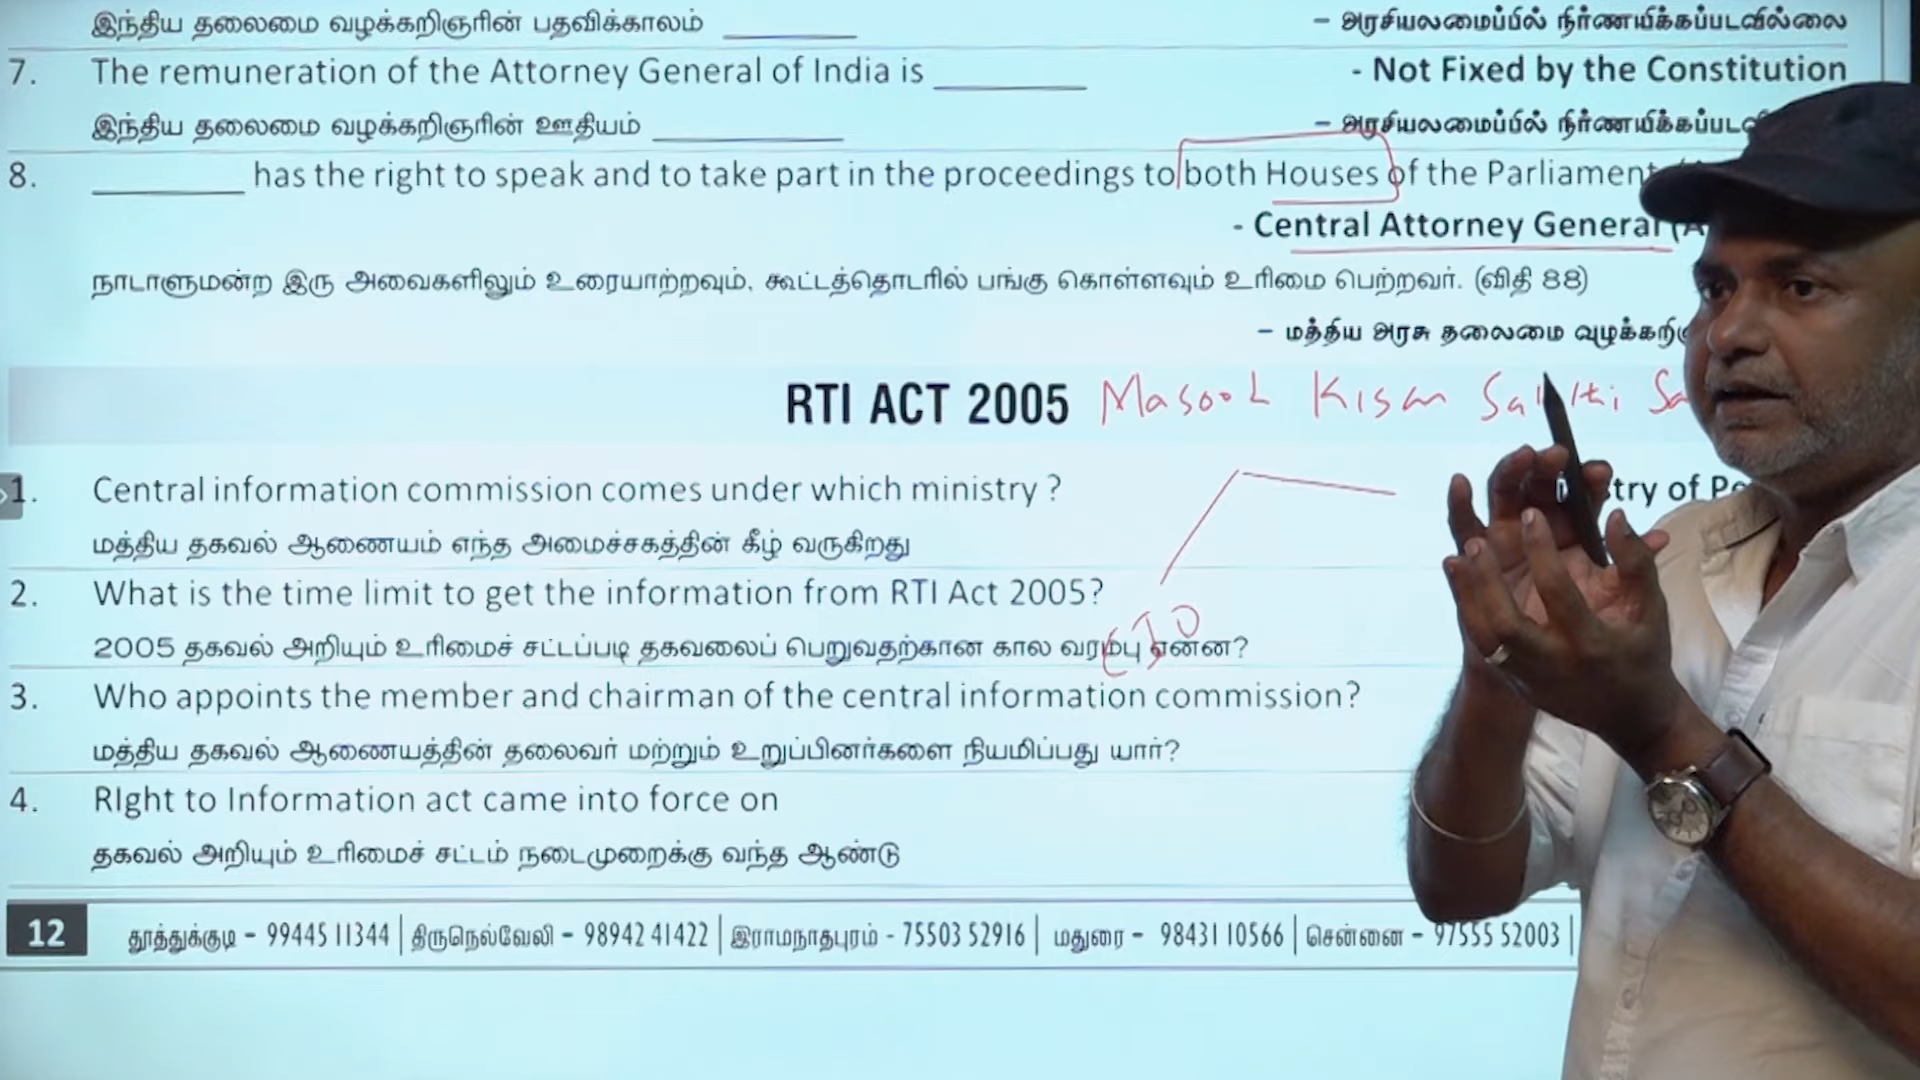 இந்திய தலைமை வழக்கறிஞரின் பதவிக்காலம் ________ – அரசியலமைப்பில் நிர்ணயிக்கப்படவில்லை
7. The remuneration of the Attorney General of India is ________ - Not Fixed by the Constitution
இந்திய தலைமை வழக்கறிஞரின் ஊதியம் ________ – அரசியலமைப்பில்
8. ________ has the right to speak and to take part in the proceedings to both Houses of the Parliament
- Central Attorney General
நாடாளுமன்ற இரு அவைகளிலும் உரையாற்றவும், கூட்டத்தொடரில் பங்கு கொள்ளவும் உரிமை பெற்றவர். (விதி 88)
– மத்திய அரசு தலைமை
RTI ACT 2005 Kisan
1. Central information commission comes under which ministry ? of
மத்திய தகவல் ஆணையம் எந்த அமைச்சகத்தின் கீழ் வருகிறது
2. What is the time limit to get the information from RTI Act 2005?
2005 தகவல் அறியும் உரிமைச் சட்டப்படி தகவலைப் பெறுவதற்கான கால வரம்பு என்ன?
3. Who appoints the member and chairman of the central information commission?
மத்திய தகவல் ஆணையத்தின் தலைவர் மற்றும் உறுப்பினர்களை நியமிப்பது யார்?
4. RIght to Information act came into force on
தகவல் அறியும் உரிமைச் சட்டம் நடைமுறைக்கு வந்த ஆண்டு
12 தூத்துக்குடி – 99445 11344 | திருநெல்வேலி – 98942 41422 | இராமநாதபுரம் - 75503 52916 | மதுரை – 98431 10566 | சென்னை – 97555 52003 |